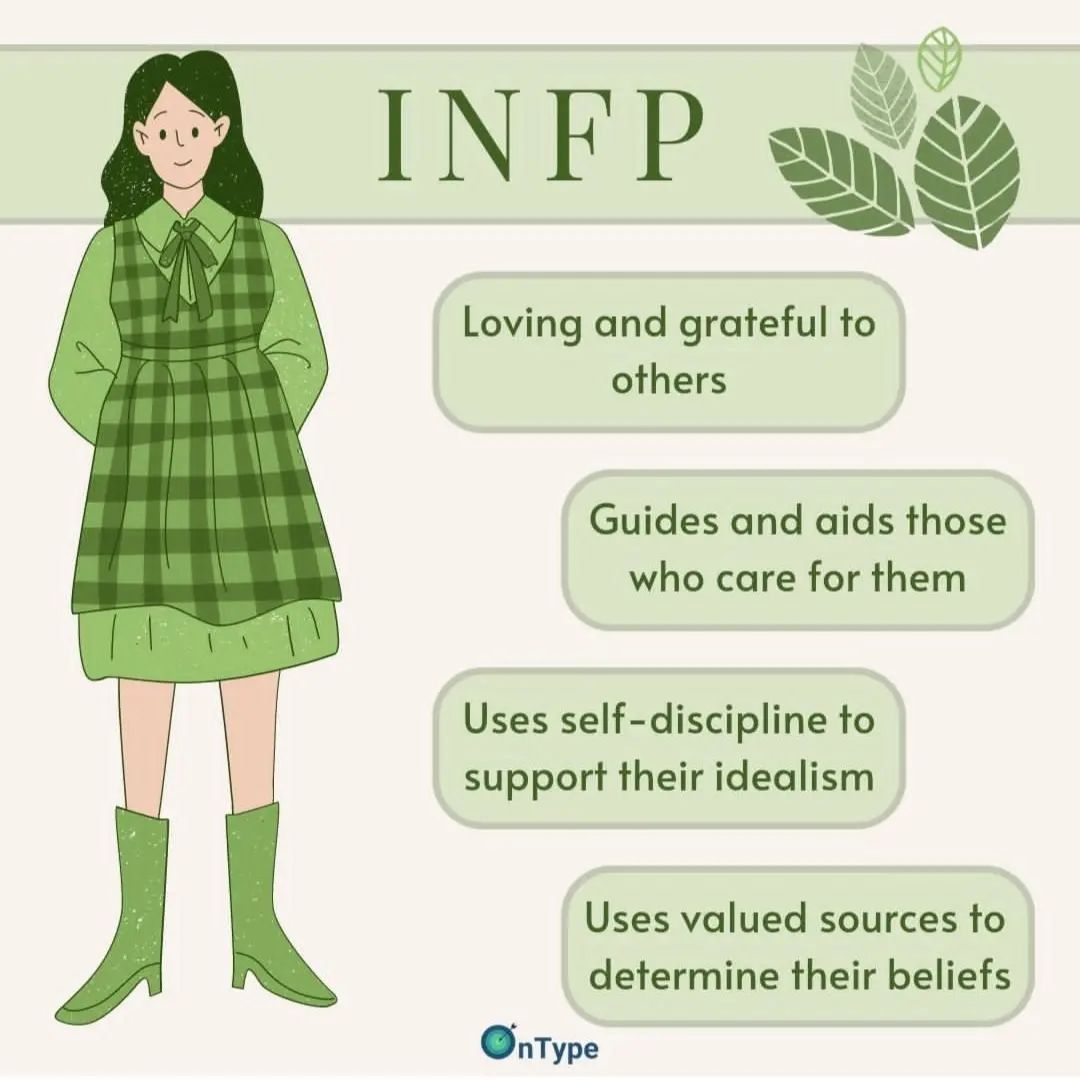 INFP
Loving and grateful to
others
Guides and aids those
who care for them
Uses self-discipline to
support their idealism
Uses valued sources to
determine their beliefs
OnType